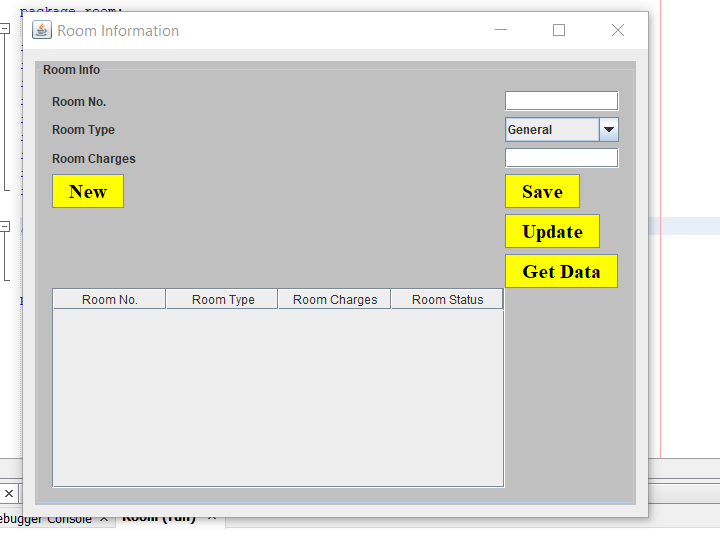 package room;
Room Information
Room Info
Room No.
Room Type
General
Room Charges
New
Save
Update
Get Data
Room No. Room Type Room Charges Room Status
ebugger Console × Room (run) ×